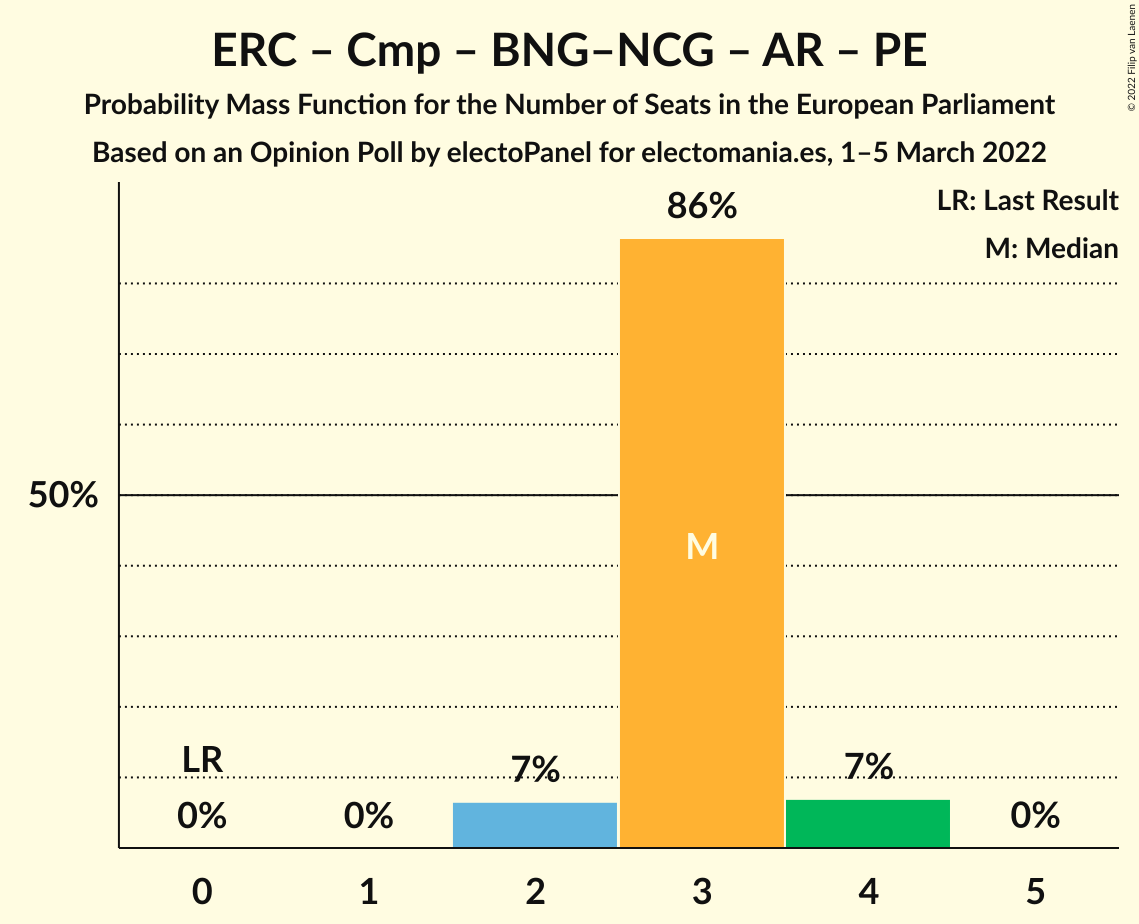 ERC – Cmp – BNG–NCG – AR – PE
Probability Mass Function for the Number of Seats in the European Parliament
Based on an Opinion Poll by electoPanel for electomania.es, 1–5 March 2022
© 2022 Filip van Laenen
LR: Last Result
M: Median
86%
50%
M
LR
7%
7%
0%
0%
0%
0
1
2
3
4
5